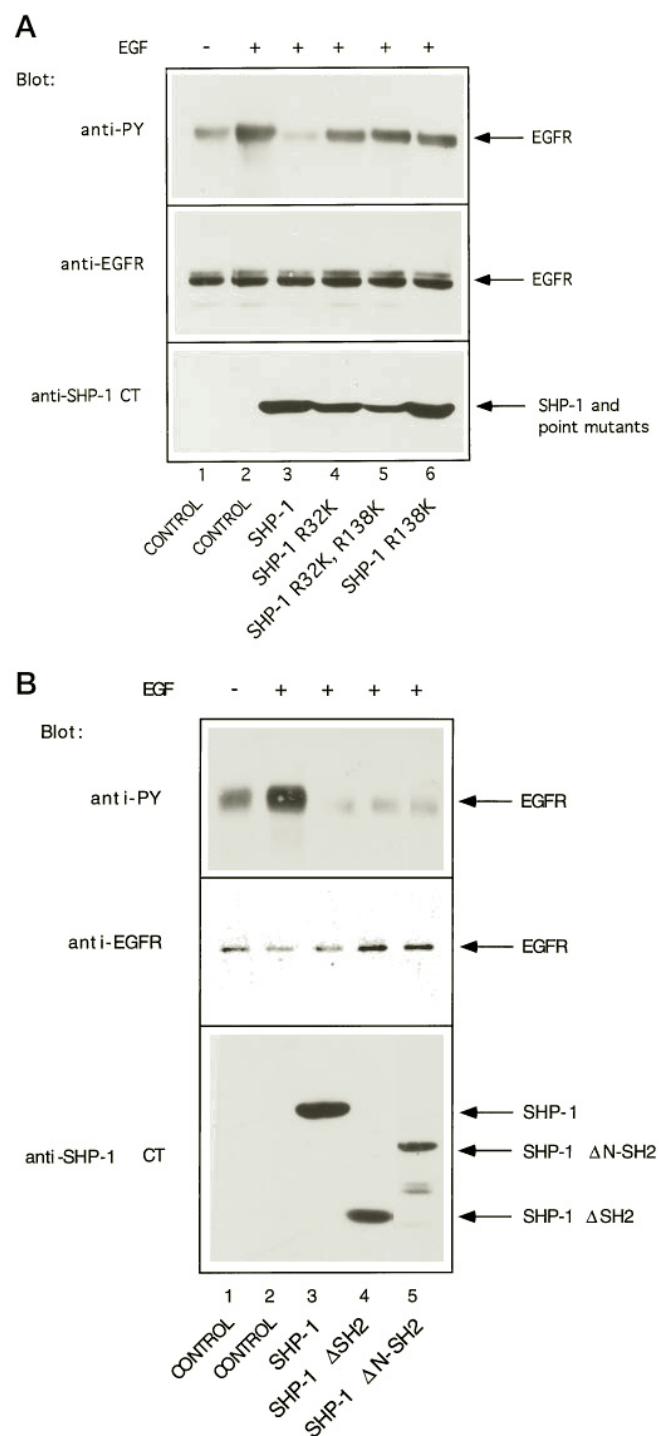 A
EGF - + + + + +
Blot:
anti-PY EGFR
anti-EGFR EGFR
anti-SHP-1 CT SHP-1 and
point mutants
1 2 3 4 5 6
CONTROL
CONTROL
SHP-1
SHP-1 R32K
SHP-1 R32K, R138K
SHP-1 R138K
B
EGF - + + + +
Blot:
anti-PY EGFR
anti-EGFR EGFR
SHP-1
SHP-1 ΔN-SH2
anti-SHP-1 CT
SHP-1 ΔSH2
1 2 3 4 5
CONTROL
CONTROL
SHP-1
SHP-1 ΔSH2
SHP-1 ΔN-SH2